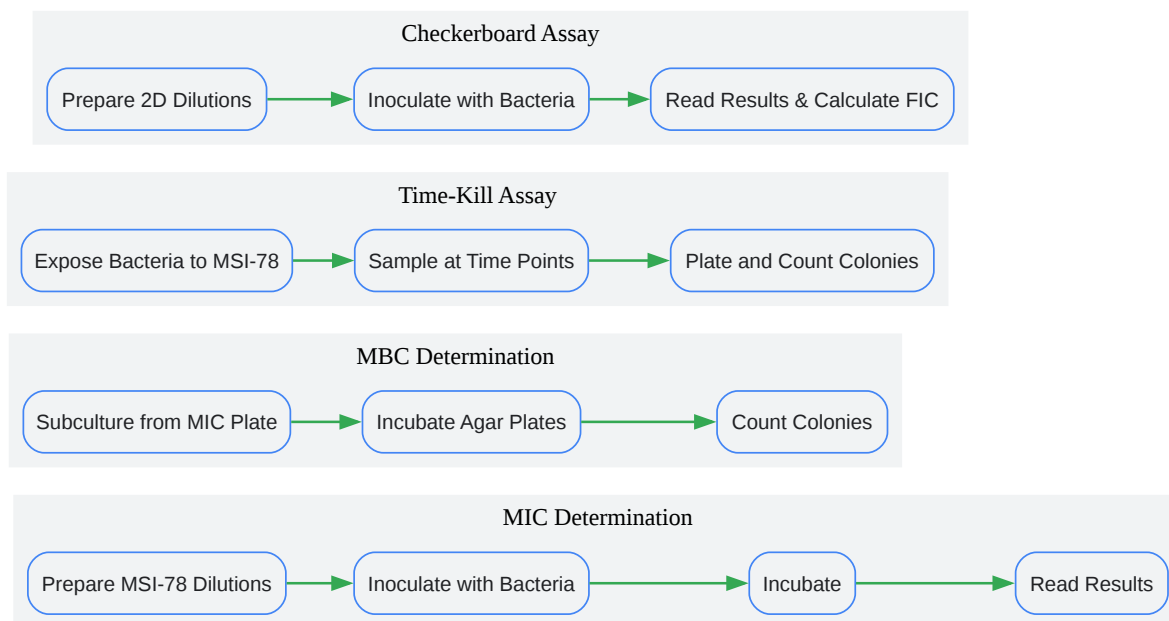 Checkerboard Assay
Prepare 2D Dilutions
Inoculate with Bacteria
Read Results & Calculate FIC
Time-Kill Assay
Expose Bacteria to MSI-78
Sample at Time Points
Plate and Count Colonies
MBC Determination
Subculture from MIC Plate
Incubate Agar Plates
Count Colonies
MIC Determination
Prepare MSI-78 Dilutions
Inoculate with Bacteria
Incubate
Read Results